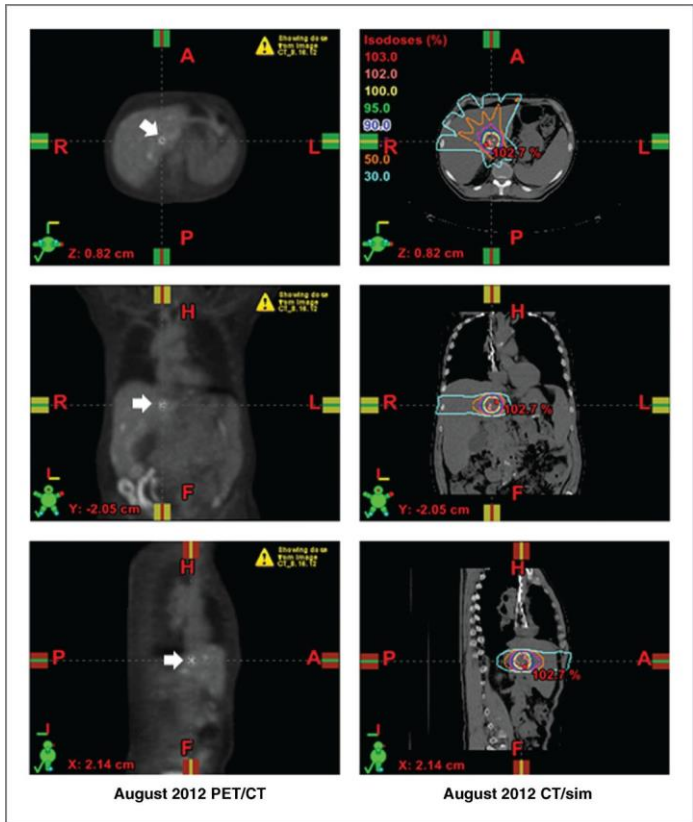 Showing dose
from image
CT_8.16.12
A
R
L
P
Z: 0.82 cm
Isodoses (%)
103.0
102.0
100.0
95.0
90.0
50.0
30.0
A
R
L
102.7 %
P
Z: 0.82 cm
Showing dose
from image
CT_8.16.12
H
R
L
F
Y: -2.05 cm
H
R
L
102.7 %
F
Y: -2.05 cm
Showing dose
from image
CT_8.16.12
H
P
A
F
X: 2.14 cm
H
P
A
102.7 %
F
X: 2.14 cm
August 2012 PET/CT
August 2012 CT/sim